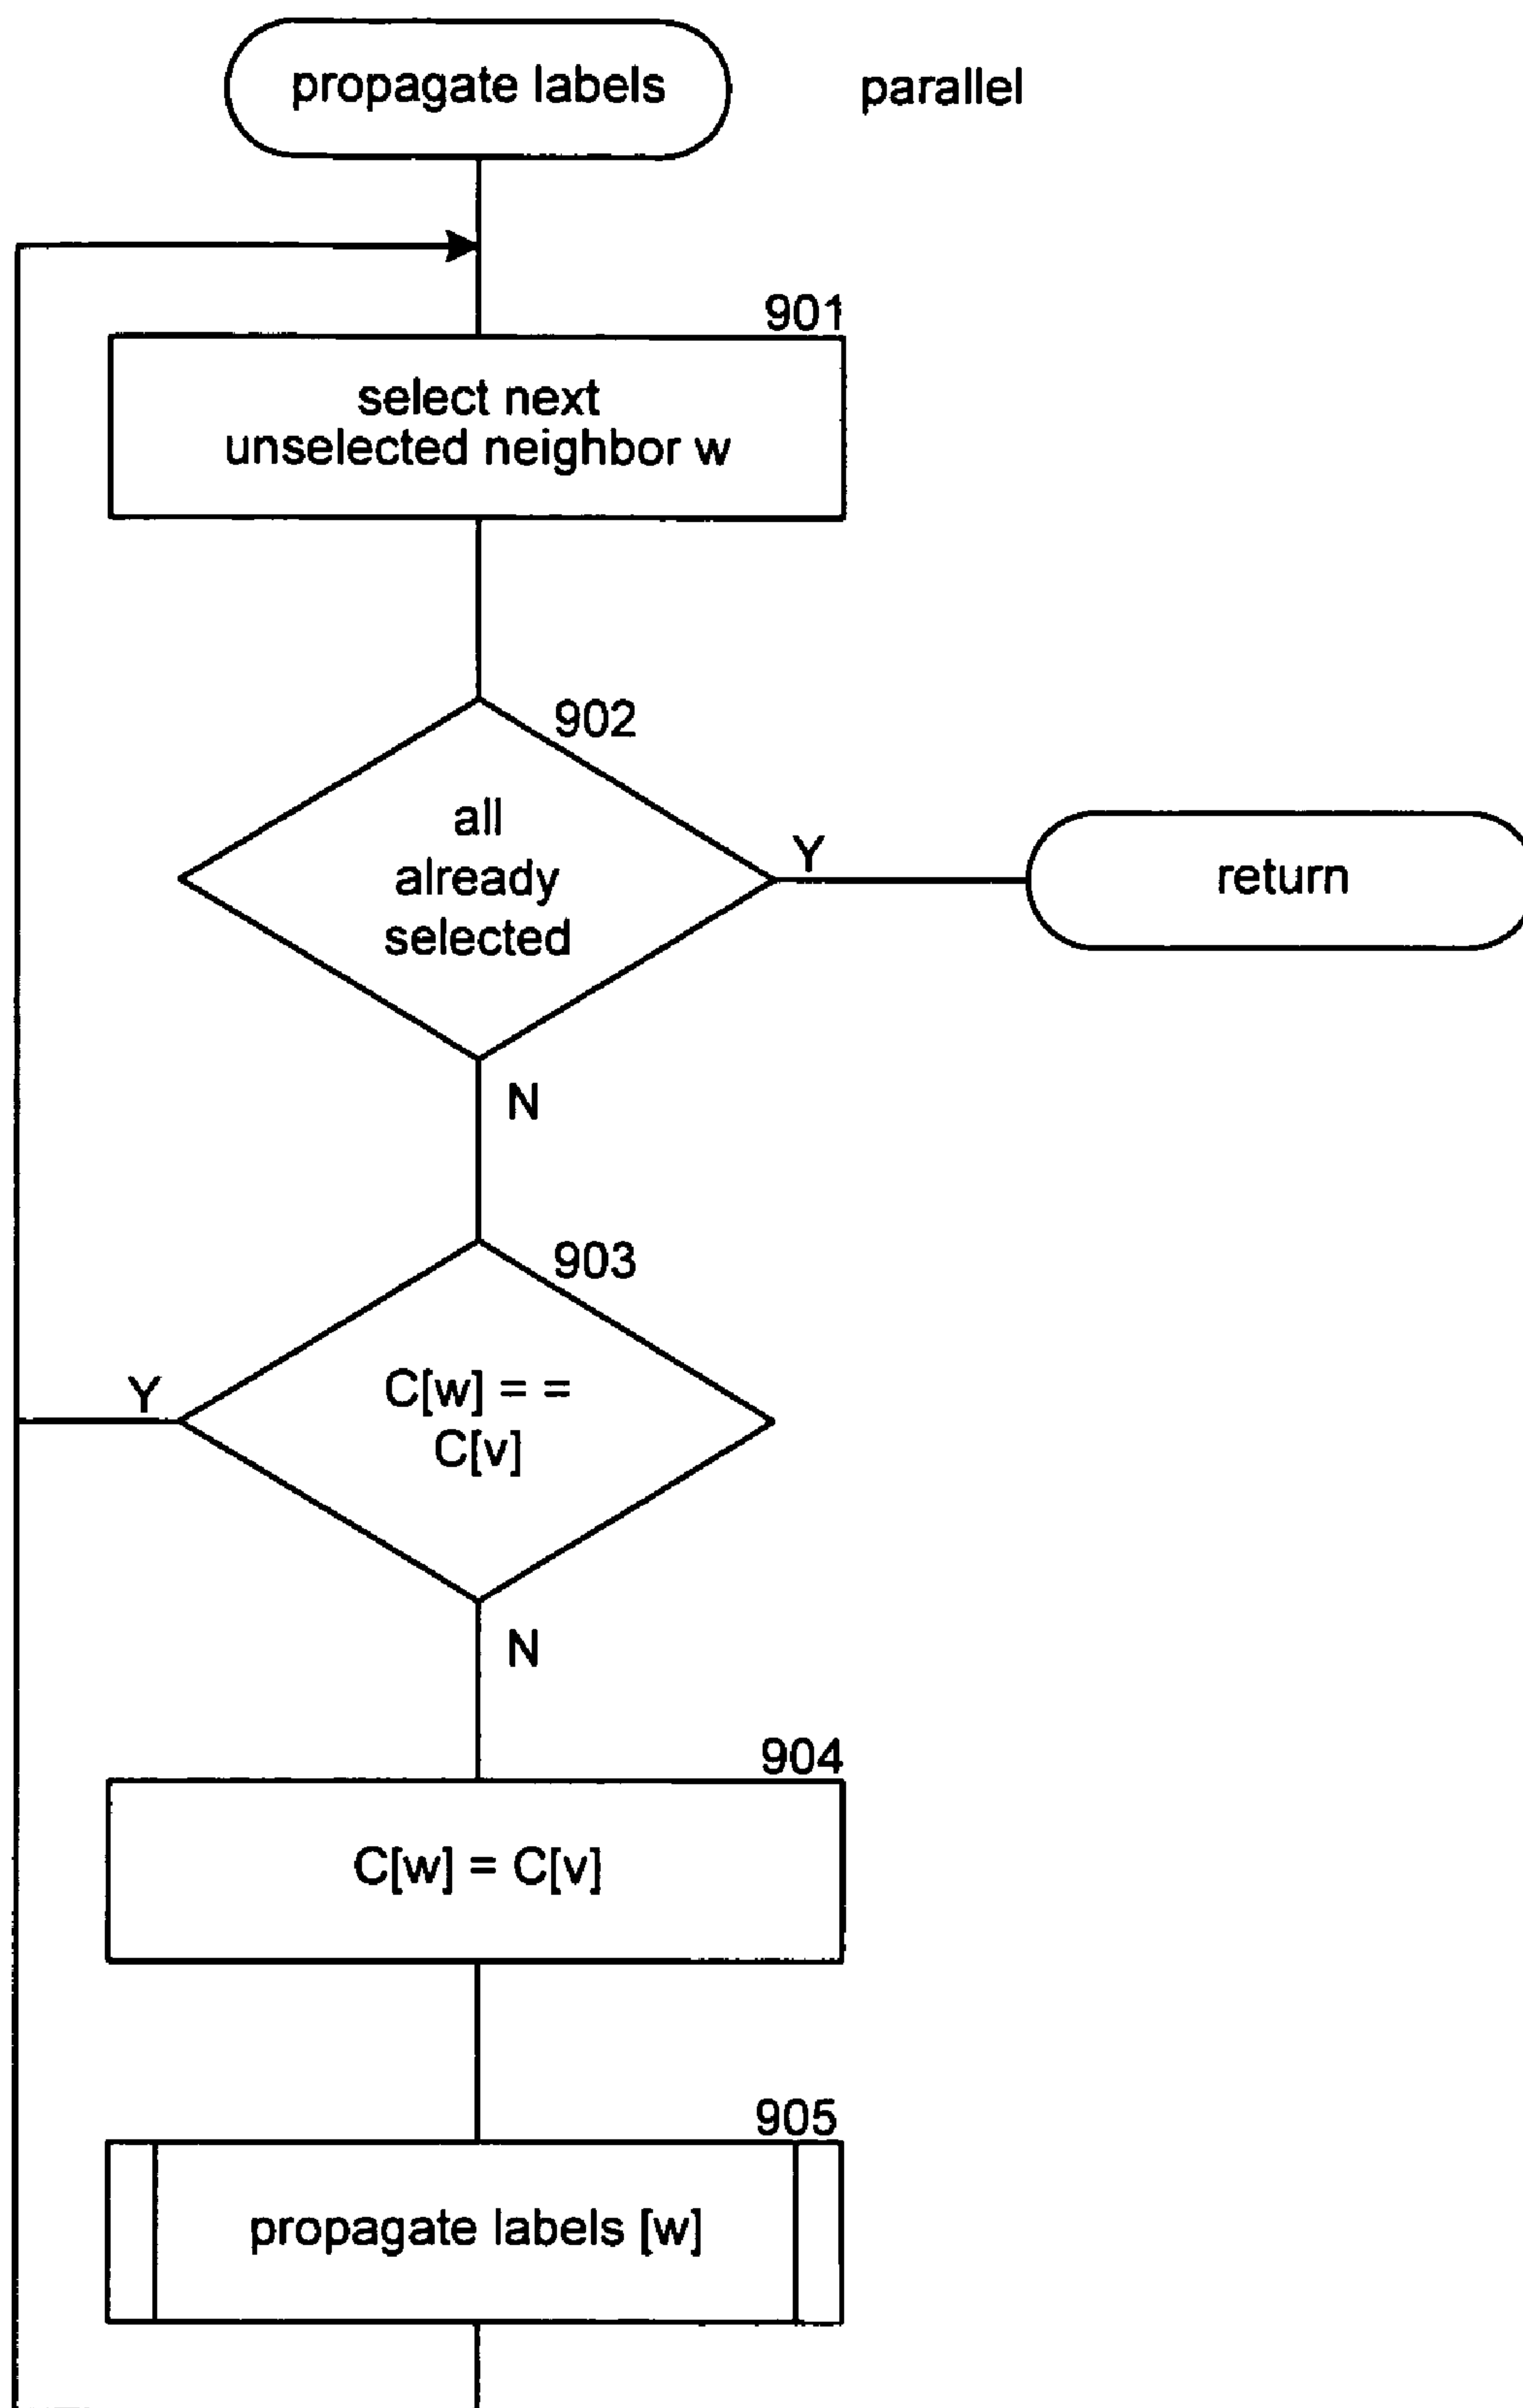 propagate labels
parallel
901
select next
unselected neighbor w
902
all
already
selected
Y
return
N
903
C[w] = =
C[v]
Y
N
904
C[w] = C[v]
905
propagate labels [w]